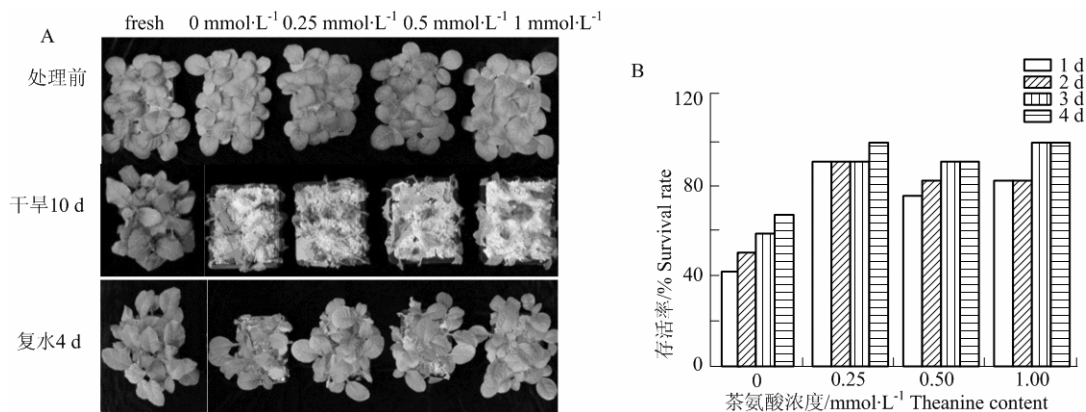 A
fresh 0 mmol·L⁻¹ 0.25 mmol·L⁻¹ 0.5 mmol·L⁻¹ 1 mmol·L⁻¹
处理前
干旱10 d
复水4 d
B
1 d
2 d
3 d
4 d
120
80
40
0
存活率/% Survival rate
0 0.25 0.50 1.00
茶氨酸浓度/mmol·L⁻¹ Theanine content